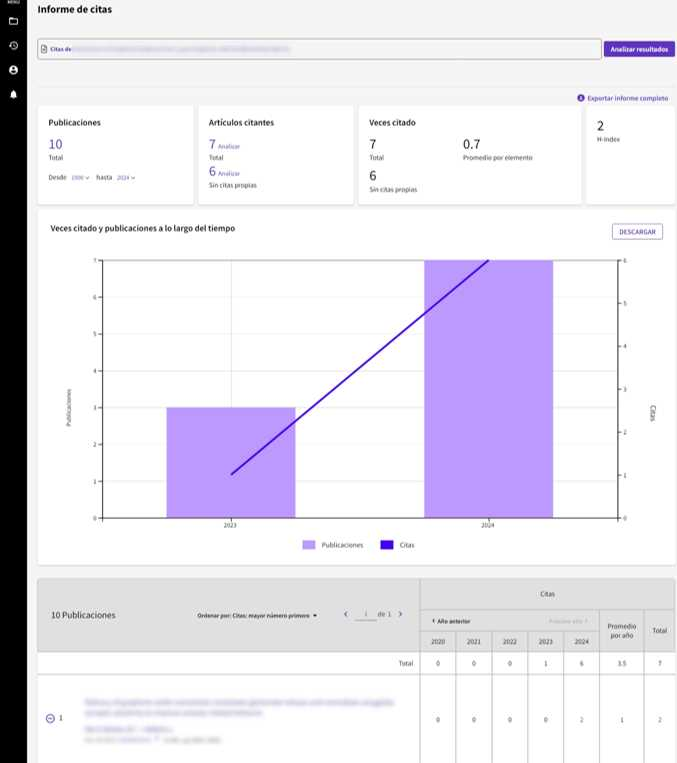 MENU
Informe de citas
Citas de
Analizar resultados
Exportar informe completo
Publicaciones
10
Total
Desde 1900 hasta 2024
Artículos citantes
7 Analizar
Total
6 Analizar
Sin citas propias
Veces citado
7
Total
6
Sin citas propias
0.7
Promedio por elemento
2
H-Index
Veces citado y publicaciones a lo largo del tiempo
DESCARGAR
7
6
5
4
3
2
1
0
Publicaciones
6
5
4
3
2
1
0
Citas
2023
2024
Publicaciones
Citas
10 Publicaciones
Ordenar por: Citas: mayor número primero
1 de 1
Citas
Año anterior
Próximo año
2020
2021
2022
2023
2024
Promedio
por año
Total
Total 0 0 0 1 6 3.5 7
1
0 0 0 0 2 1 2